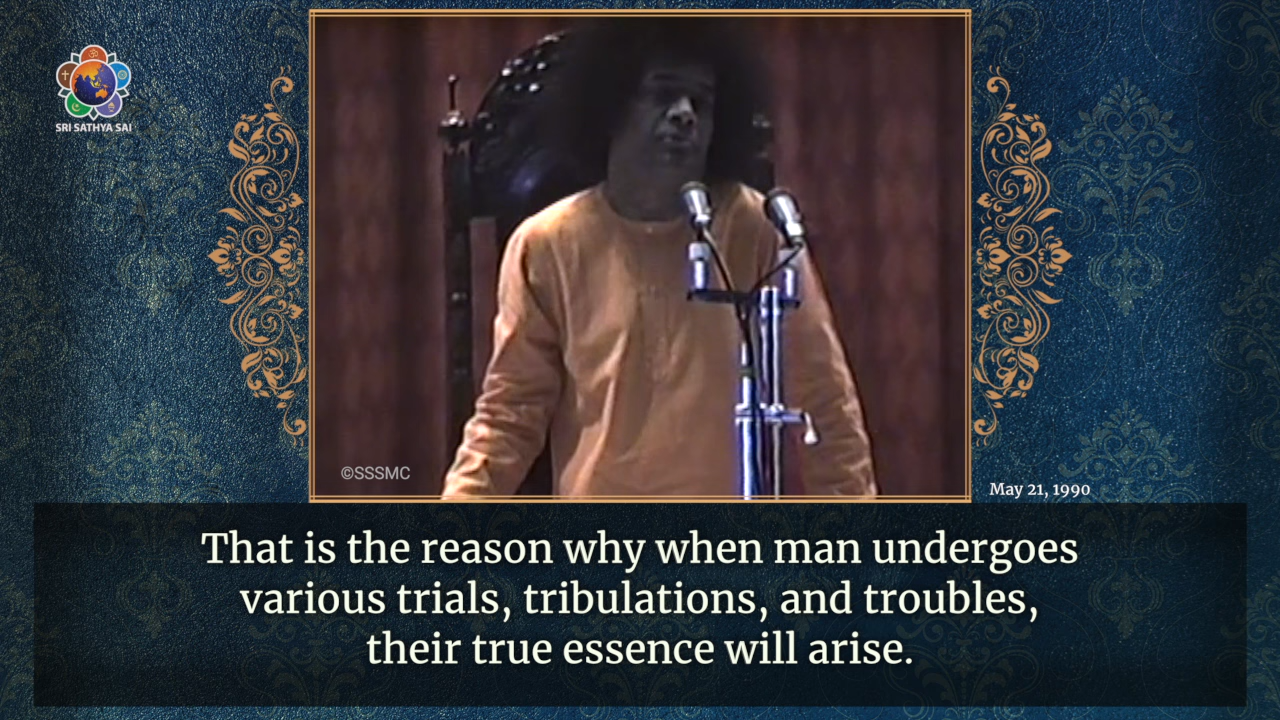 SRI SATHYA SAI
©SSSMC
May 21, 1990
That is the reason why when man undergoes
various trials, tribulations, and troubles,
their true essence will arise.